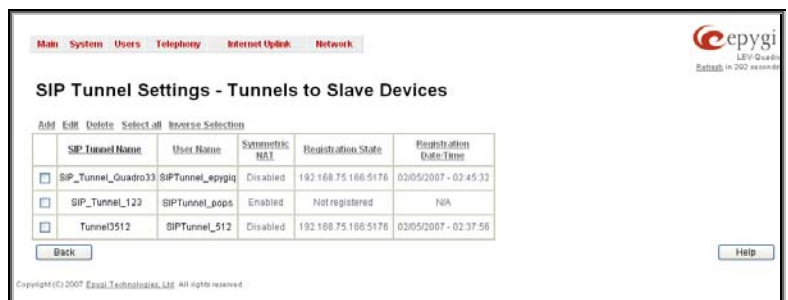 Main System Users Telephony Internet Uplink Network
epygi
LEV-Quadro
Refresh in 292 seconds
SIP Tunnel Settings - Tunnels to Slave Devices
Add Edit Delete Select all Inverse Selection
SIP Tunnel Name User Name Symmetric NAT Registration State Registration Date/Time
SIP_Tunnel_Quadro33 SIPTunnel_epygiq Disabled 192.168.75.166:5176 02/05/2007 - 02:45:32
SIP_Tunnel_123 SIPTunnel_pops Enabled Not registered N/A
Tunnel3512 SIPTunnel_512 Disabled 192.168.75.166:5176 02/05/2007 - 02:37:56
Back Help
Copyright (C) 2007 Epygi Technologies, Ltd. All rights reserved.